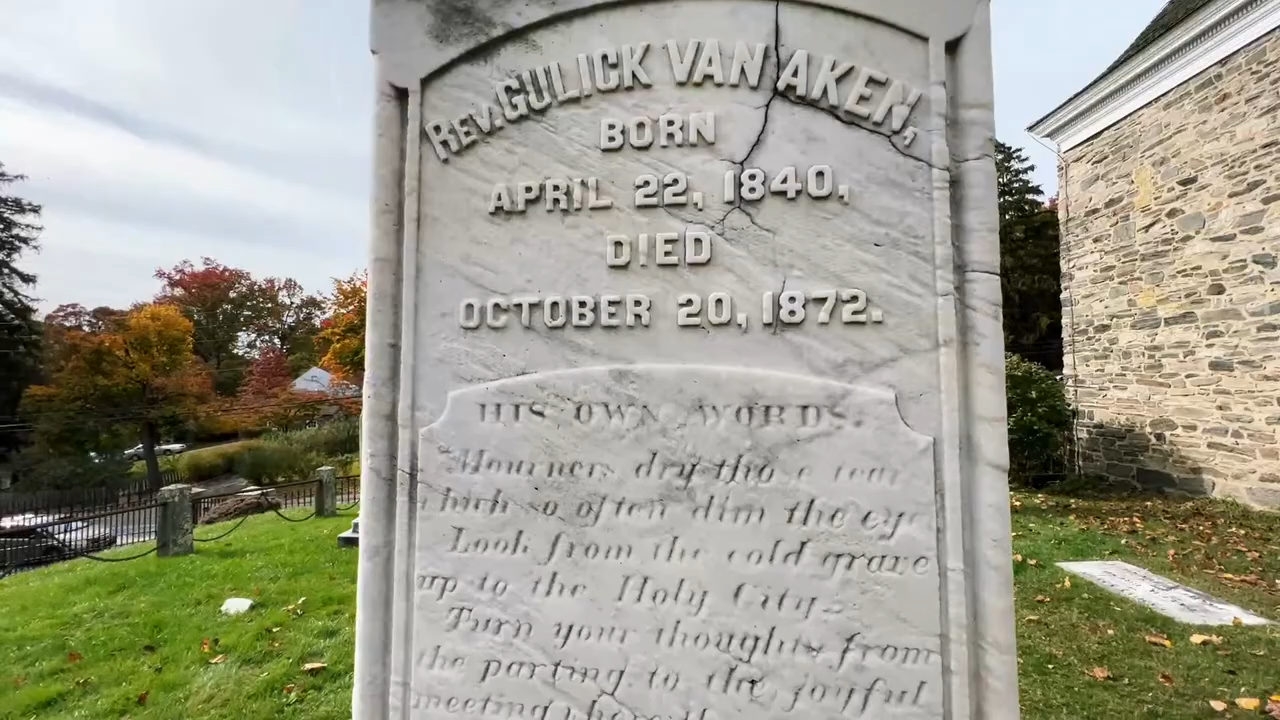 REV. GULICK VAN AKEN,
BORN
APRIL 22, 1840,
DIED
OCTOBER 20, 1872.
HIS OWN WORDS.
"Mourners dry those tears
which so often dim the eye
Look from the cold grave
up to the Holy City.
Turn your thoughts from
the parting to the joyful
meeting where